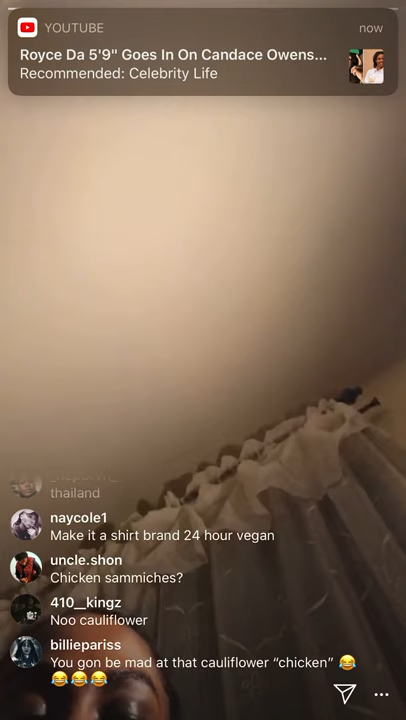 YOUTUBE
now
Royce Da 5'9" Goes In On Candace Owens...
Recommended: Celebrity Life
thailand
naycole1
Make it a shirt brand 24 hour vegan
uncle.shon
Chicken sammiches?
410__kingz
Noo cauliflower
billiepariss
You gon be mad at that cauliflower “chicken” 😂
😂😂😂